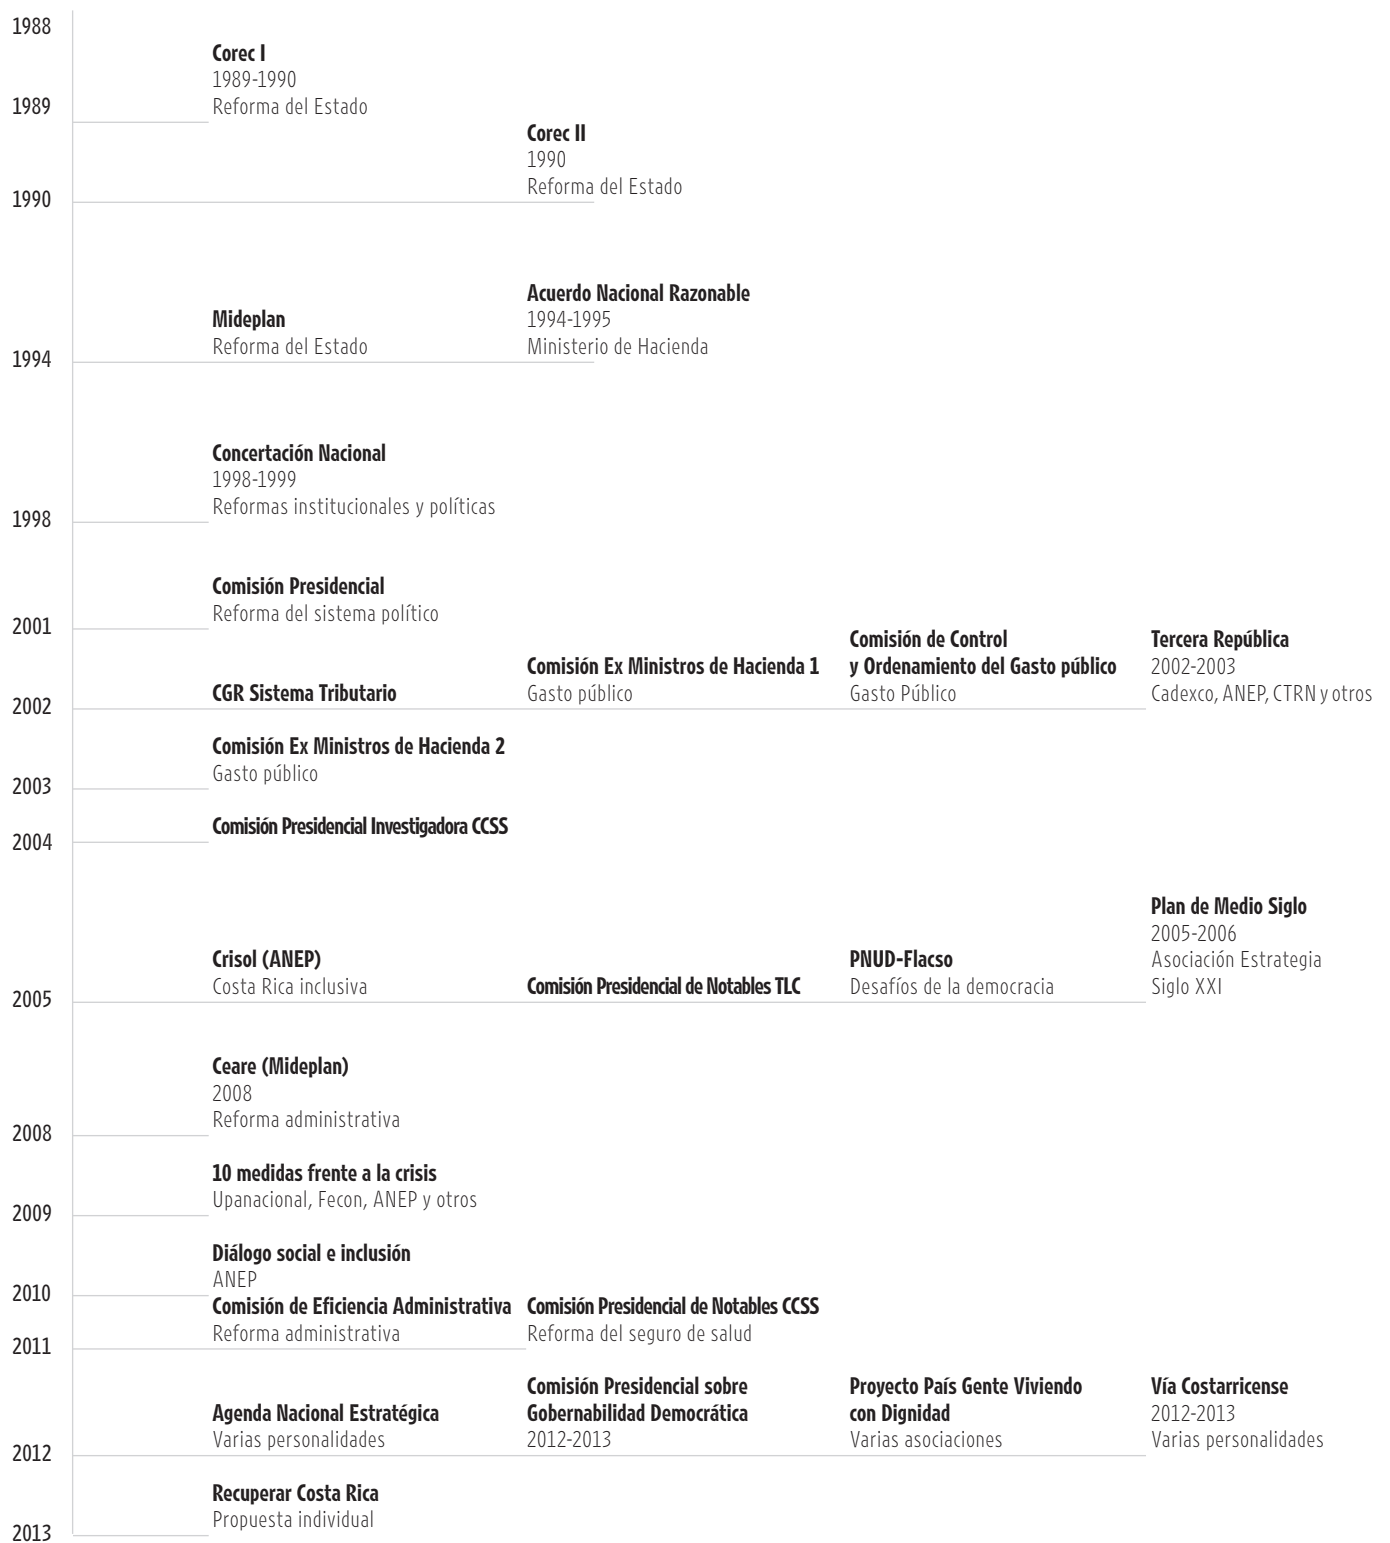 1988
Corec I
1989-1990
Reforma del Estado
1989
Corec II
1990
Reforma del Estado
1990
Mideplan
Reforma del Estado
Acuerdo Nacional Razonable
1994-1995
Ministerio de Hacienda
1994
Concertación Nacional
1998-1999
Reformas institucionales y políticas
1998
Comisión Presidencial
Reforma del sistema político
2001
CGR Sistema Tributario
Comisión Ex Ministros de Hacienda 1
Gasto público
Comisión de Control
y Ordenamiento del Gasto público
Gasto Público
Tercera República
2002-2003
Cadexco, ANEP, CTRN y otros
2002
Comisión Ex Ministros de Hacienda 2
Gasto público
2003
Comisión Presidencial Investigadora CCSS
2004
Crisol (ANEP)
Costa Rica inclusiva
Comisión Presidencial de Notables TLC
PNUD-Flacso
Desafíos de la democracia
Plan de Medio Siglo
2005-2006
Asociación Estrategia
Siglo XXI
2005
Ceare (Mideplan)
2008
Reforma administrativa
2008
10 medidas frente a la crisis
Upanacional, Fecon, ANEP y otros
2009
Diálogo social e inclusión
ANEP
2010
Comisión de Eficiencia Administrativa
Reforma administrativa
Comisión Presidencial de Notables CCSS
Reforma del seguro de salud
2011
Agenda Nacional Estratégica
Varias personalidades
Comisión Presidencial sobre
Gobernabilidad Democrática
2012-2013
Proyecto País Gente Viviendo
con Dignidad
Varias asociaciones
Vía Costarricense
2012-2013
Varias personalidades
2012
Recuperar Costa Rica
Propuesta individual
2013